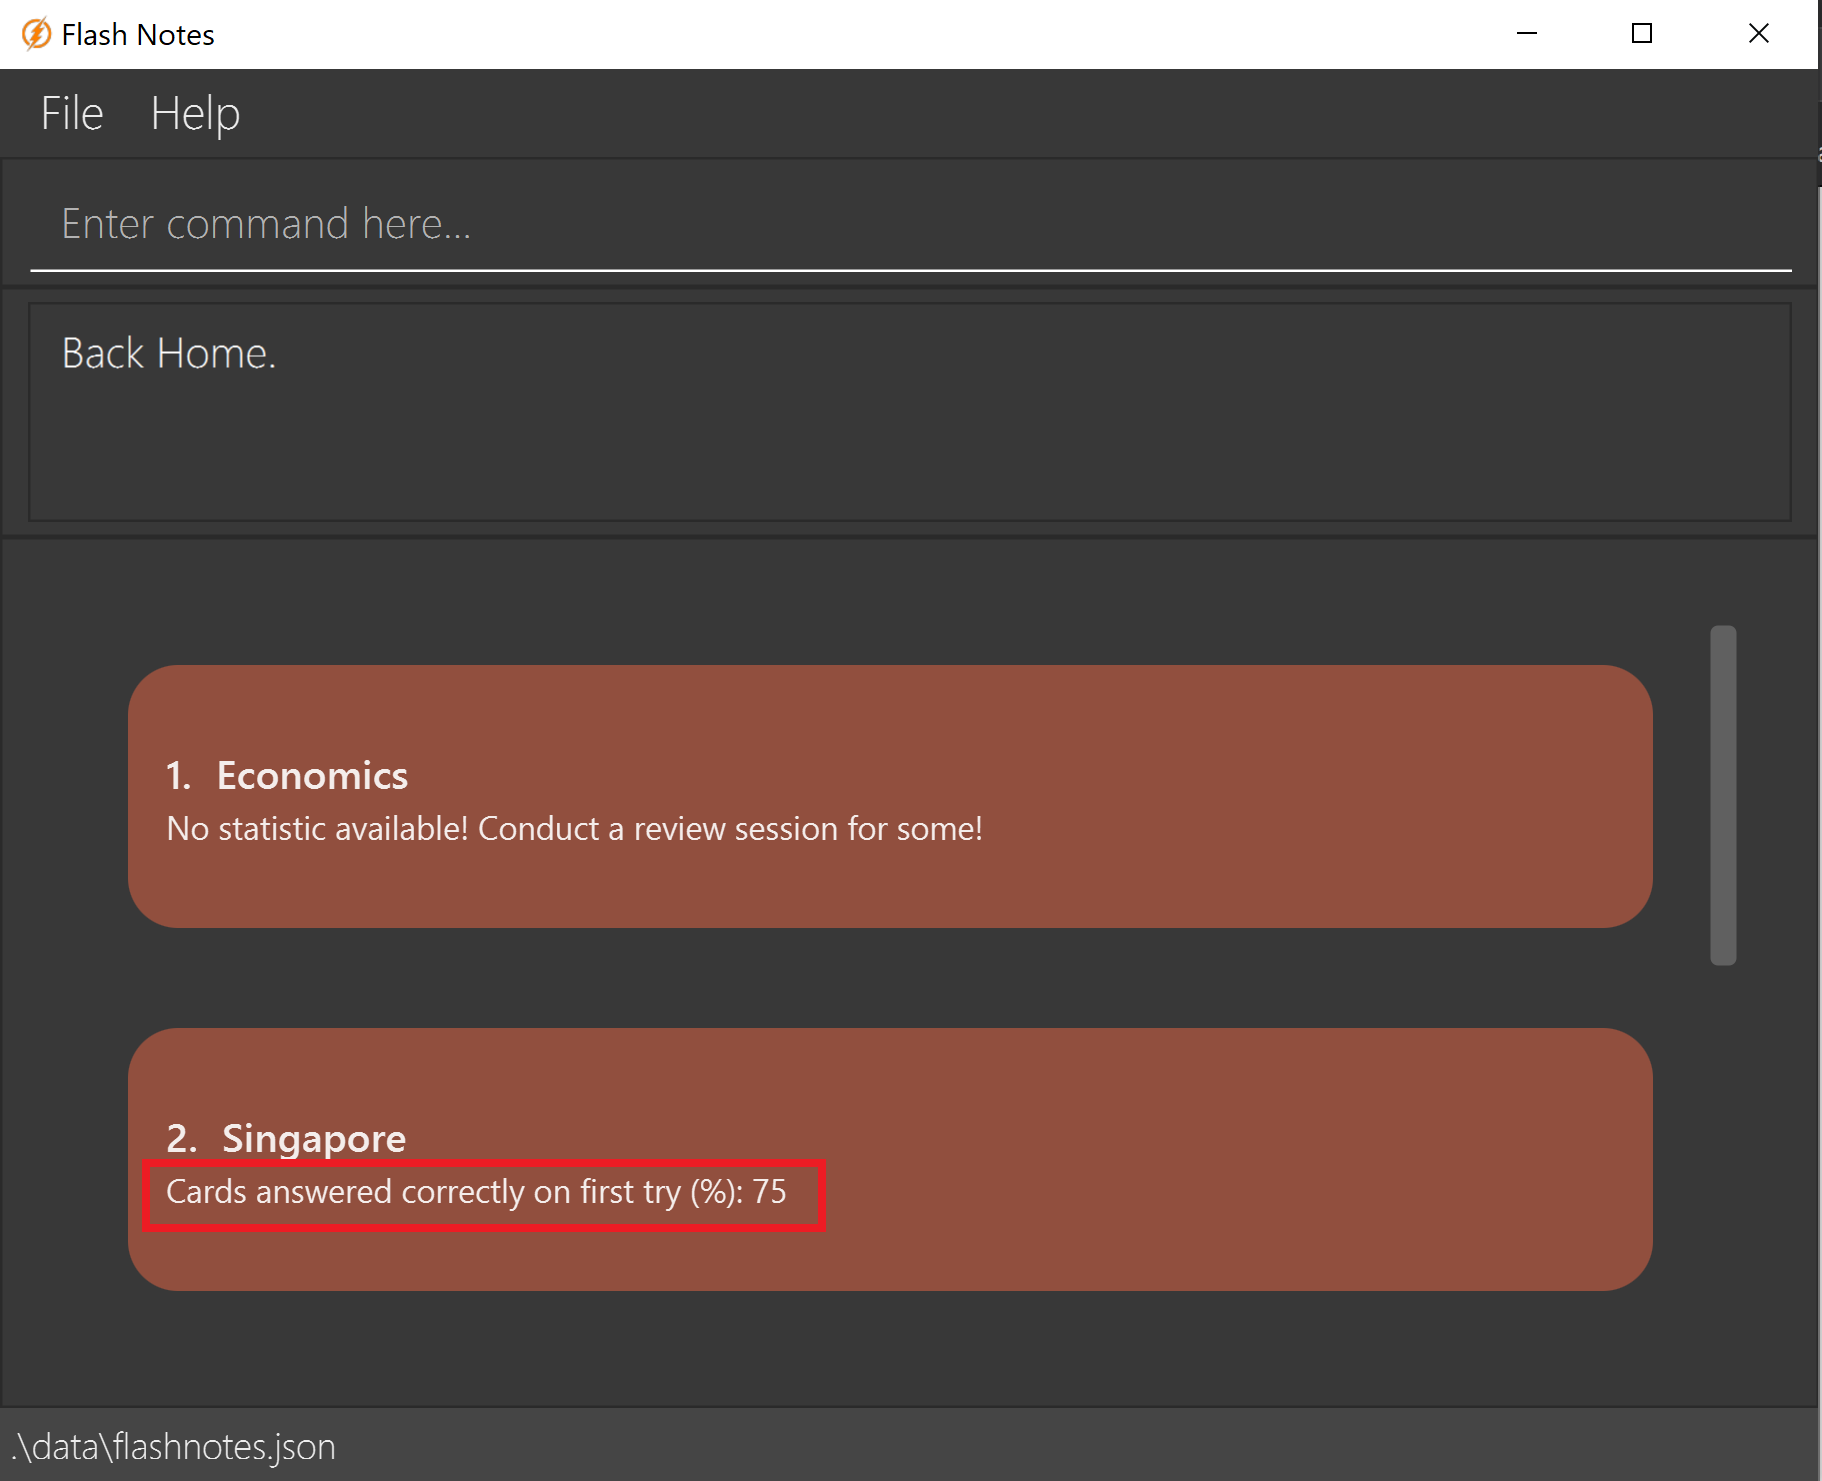 Flash Notes
File Help
Enter command here...
Back Home.
1. Economics
No statistic available! Conduct a review session for some!
2. Singapore
Cards answered correctly on first try (%): 75
.\data\flashnotes.json